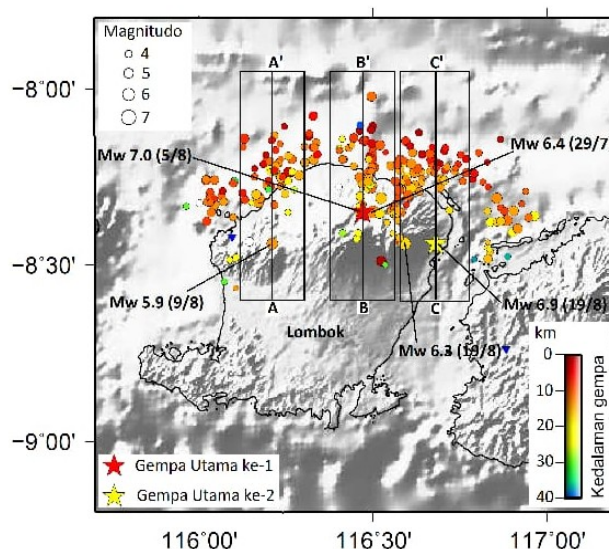 Magnitudo
4
5
6
7
A' B' C'
−8°00'
Mw 7.0 (5/8)
Mw 6.4 (29/7
−8°30'
Mw 5.9 (9/8)
Mw 6.9 (19/8)
A B C
Lombok
Mw 6.3 (19/8)
km
0
10
20
30
40
Kedalaman gempa
−9°00'
Gempa Utama ke-1
Gempa Utama ke-2
116°00' 116°30' 117°00'